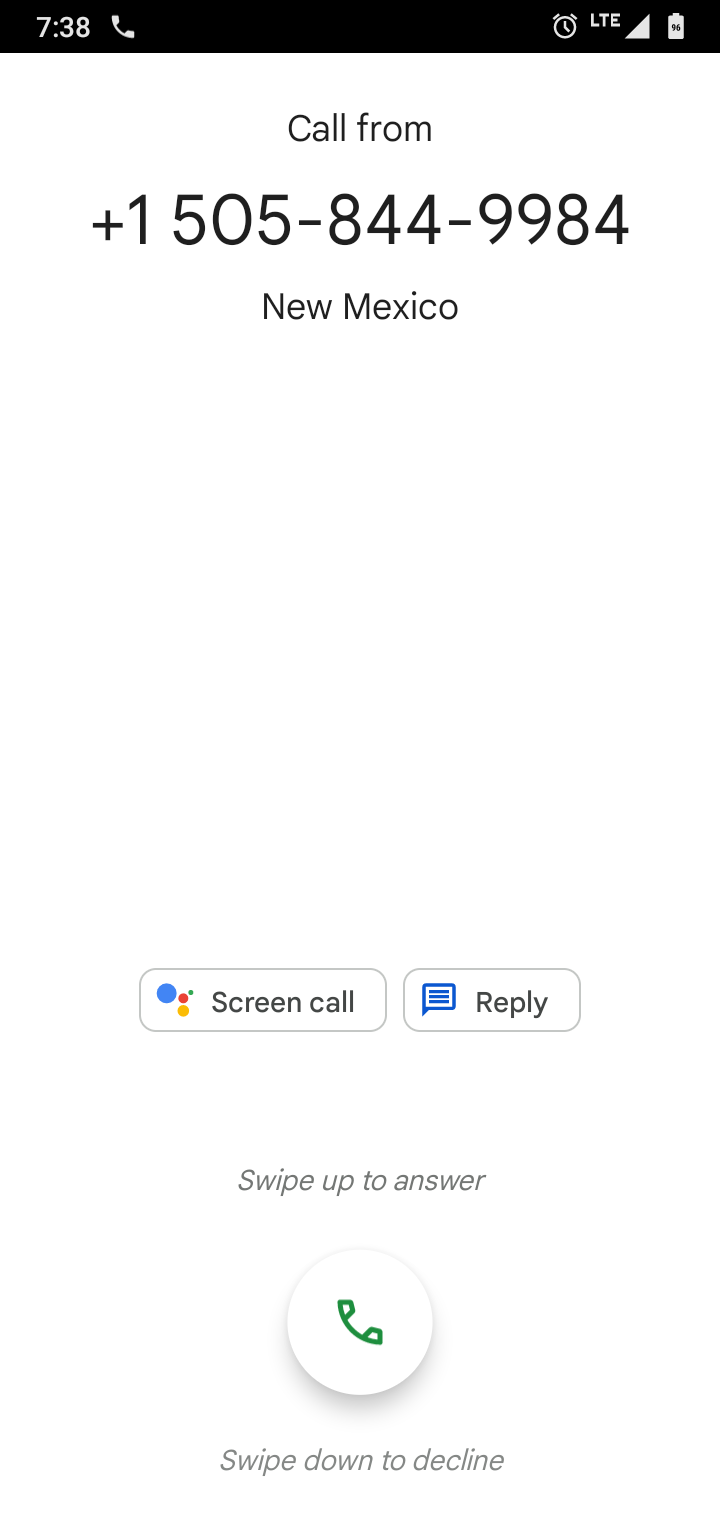 7:38 LTE 96
Call from
+1 505-844-9984
New Mexico
Screen call Reply
Swipe up to answer
Swipe down to decline